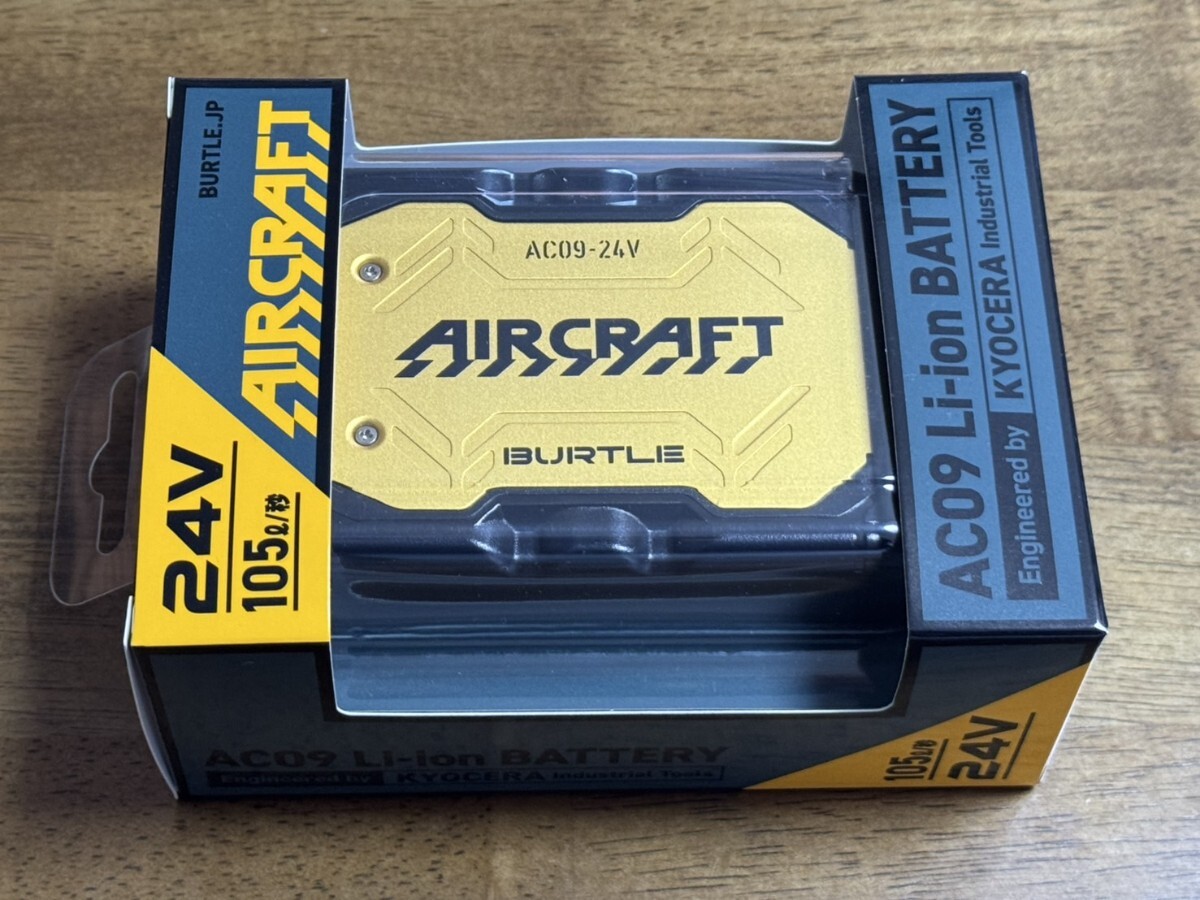 BURTLE.JP
AIRCRAFT
24V
105ℓ/秒
AC09-24V
AIRCRAFT
BURTLE
AC09 Li-ion BATTERY
Engineered by KYOCERA Industrial Tools
AC09 Li-ion BATTERY
Engineered by KYOCERA Industrial Tools
105ℓ/秒
24V